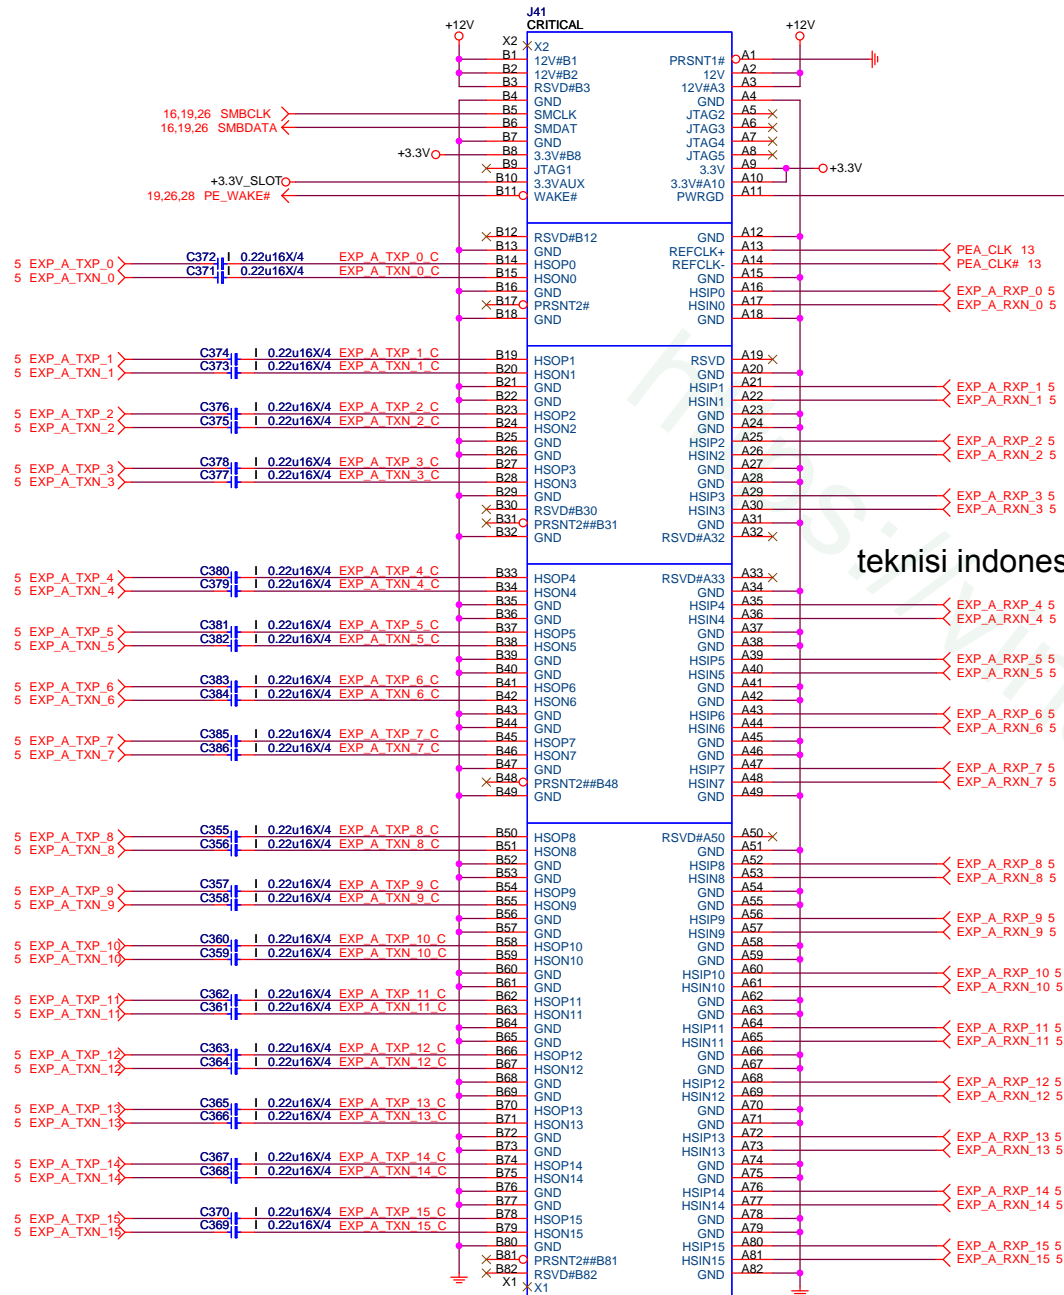 J41
CRITICAL
+12V +12V
X2 X2
B1 12V#B1 PRSNT1# A1
B2 12V#B2 12V A2
B3 RSVD#B3 12V#A3 A3
B4 GND GND A4
16,19,26 SMBCLK B5 SMCLK JTAG2 A5
16,19,26 SMBDATA B6 SMDAT JTAG3 A6
B7 GND JTAG4 A7
+3.3V B8 3.3V#B8 JTAG5 A8
B9 JTAG1 3.3V A9 +3.3V
+3.3V_SLOT B10 3.3VAUX 3.3V#A10 A10
19,26,28 PE_WAKE# B11 WAKE# PWRGD A11
B12 RSVD#B12 GND A12
B13 GND REFCLK+ A13 PEA_CLK 13
5 EXP_A_TXP_0 C372 I 0.22u16X/4 EXP_A_TXP_0_C B14 HSOP0 REFCLK- A14 PEA_CLK# 13
5 EXP_A_TXN_0 C371 I 0.22u16X/4 EXP_A_TXN_0_C B15 HSON0 GND A15
B16 GND HSIP0 A16 EXP_A_RXP_0 5
B17 PRSNT2# HSIN0 A17 EXP_A_RXN_0 5
B18 GND GND A18
5 EXP_A_TXP_1 C374 I 0.22u16X/4 EXP_A_TXP_1_C B19 HSOP1 RSVD A19
5 EXP_A_TXN_1 C373 I 0.22u16X/4 EXP_A_TXN_1_C B20 HSON1 GND A20
B21 GND HSIP1 A21 EXP_A_RXP_1 5
B22 GND HSIN1 A22 EXP_A_RXN_1 5
5 EXP_A_TXP_2 C376 I 0.22u16X/4 EXP_A_TXP_2_C B23 HSOP2 GND A23
5 EXP_A_TXN_2 C375 I 0.22u16X/4 EXP_A_TXN_2_C B24 HSON2 GND A24
B25 GND HSIP2 A25 EXP_A_RXP_2 5
B26 GND HSIN2 A26 EXP_A_RXN_2 5
5 EXP_A_TXP_3 C378 I 0.22u16X/4 EXP_A_TXP_3_C B27 HSOP3 GND A27
5 EXP_A_TXN_3 C377 I 0.22u16X/4 EXP_A_TXN_3_C B28 HSON3 GND A28
B29 GND HSIP3 A29 EXP_A_RXP_3 5
B30 RSVD#B30 HSIN3 A30 EXP_A_RXN_3 5
B31 PRSNT2##B31 GND A31
B32 GND RSVD#A32 A32
teknisi indones
5 EXP_A_TXP_4 C380 I 0.22u16X/4 EXP_A_TXP_4_C B33 HSOP4 RSVD#A33 A33
5 EXP_A_TXN_4 C379 I 0.22u16X/4 EXP_A_TXN_4_C B34 HSON4 GND A34
B35 GND HSIP4 A35 EXP_A_RXP_4 5
B36 GND HSIN4 A36 EXP_A_RXN_4 5
5 EXP_A_TXP_5 C381 I 0.22u16X/4 EXP_A_TXP_5_C B37 HSOP5 GND A37
5 EXP_A_TXN_5 C382 I 0.22u16X/4 EXP_A_TXN_5_C B38 HSON5 GND A38
B39 GND HSIP5 A39 EXP_A_RXP_5 5
B40 GND HSIN5 A40 EXP_A_RXN_5 5
5 EXP_A_TXP_6 C383 I 0.22u16X/4 EXP_A_TXP_6_C B41 HSOP6 GND A41
5 EXP_A_TXN_6 C384 I 0.22u16X/4 EXP_A_TXN_6_C B42 HSON6 GND A42
B43 GND HSIP6 A43 EXP_A_RXP_6 5
B44 GND HSIN6 A44 EXP_A_RXN_6 5
5 EXP_A_TXP_7 C385 I 0.22u16X/4 EXP_A_TXP_7_C B45 HSOP7 GND A45
5 EXP_A_TXN_7 C386 I 0.22u16X/4 EXP_A_TXN_7_C B46 HSON7 GND A46
B47 GND HSIP7 A47 EXP_A_RXP_7 5
B48 PRSNT2##B48 HSIN7 A48 EXP_A_RXN_7 5
B49 GND GND A49
5 EXP_A_TXP_8 C355 I 0.22u16X/4 EXP_A_TXP_8_C B50 HSOP8 RSVD#A50 A50
5 EXP_A_TXN_8 C356 I 0.22u16X/4 EXP_A_TXN_8_C B51 HSON8 GND A51
B52 GND HSIP8 A52 EXP_A_RXP_8 5
B53 GND HSIN8 A53 EXP_A_RXN_8 5
5 EXP_A_TXP_9 C357 I 0.22u16X/4 EXP_A_TXP_9_C B54 HSOP9 GND A54
5 EXP_A_TXN_9 C358 I 0.22u16X/4 EXP_A_TXN_9_C B55 HSON9 GND A55
B56 GND HSIP9 A56 EXP_A_RXP_9 5
B57 GND HSIN9 A57 EXP_A_RXN_9 5
5 EXP_A_TXP_10 C360 I 0.22u16X/4 EXP_A_TXP_10_C B58 HSOP10 GND A58
5 EXP_A_TXN_10 C359 I 0.22u16X/4 EXP_A_TXN_10_C B59 HSON10 GND A59
B60 GND HSIP10 A60 EXP_A_RXP_10 5
B61 GND HSIN10 A61 EXP_A_RXN_10 5
5 EXP_A_TXP_11 C362 I 0.22u16X/4 EXP_A_TXP_11_C B62 HSOP11 GND A62
5 EXP_A_TXN_11 C361 I 0.22u16X/4 EXP_A_TXN_11_C B63 HSON11 GND A63
B64 GND HSIP11 A64 EXP_A_RXP_11 5
B65 GND HSIN11 A65 EXP_A_RXN_11 5
5 EXP_A_TXP_12 C363 I 0.22u16X/4 EXP_A_TXP_12_C B66 HSOP12 GND A66
5 EXP_A_TXN_12 C364 I 0.22u16X/4 EXP_A_TXN_12_C B67 HSON12 GND A67
B68 GND HSIP12 A68 EXP_A_RXP_12 5
B69 GND HSIN12 A69 EXP_A_RXN_12 5
5 EXP_A_TXP_13 C365 I 0.22u16X/4 EXP_A_TXP_13_C B70 HSOP13 GND A70
5 EXP_A_TXN_13 C366 I 0.22u16X/4 EXP_A_TXN_13_C B71 HSON13 GND A71
B72 GND HSIP13 A72 EXP_A_RXP_13 5
B73 GND HSIN13 A73 EXP_A_RXN_13 5
5 EXP_A_TXP_14 C367 I 0.22u16X/4 EXP_A_TXP_14_C B74 HSOP14 GND A74
5 EXP_A_TXN_14 C368 I 0.22u16X/4 EXP_A_TXN_14_C B75 HSON14 GND A75
B76 GND HSIP14 A76 EXP_A_RXP_14 5
B77 GND HSIN14 A77 EXP_A_RXN_14 5
5 EXP_A_TXP_15 C370 I 0.22u16X/4 EXP_A_TXP_15_C B78 HSOP15 GND A78
5 EXP_A_TXN_15 C369 I 0.22u16X/4 EXP_A_TXN_15_C B79 HSON15 GND A79
B80 GND HSIP15 A80 EXP_A_RXP_15 5
B81 PRSNT2##B81 HSIN15 A81 EXP_A_RXN_15 5
B82 RSVD#B82 GND A82
X1 X1